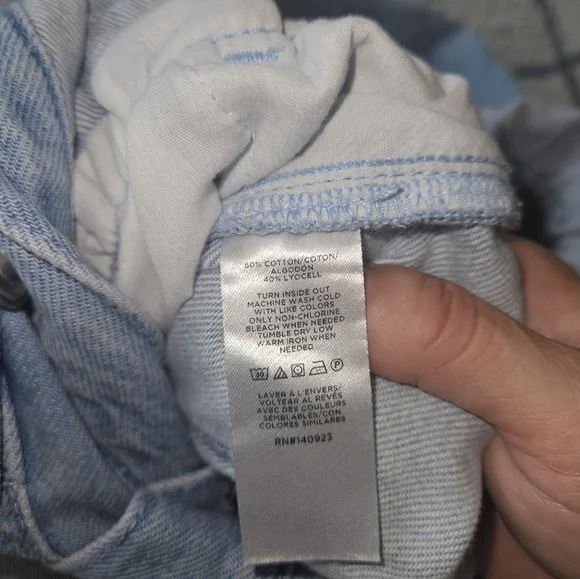 60% COTTON/COTON/
ALGODON
40% LYOCELL
TURN INSIDE OUT
MACHINE WASH COLD
WITH LIKE COLORS
ONLY NON-CHLORINE
BLEACH WHEN NEEDED
TUMBLE DRY LOW
WARM IRON WHEN
NEEDED
30 P
LAVER À L'ENVERS/
VOLTEAR AL REVÉS
AVEC DES COULEURS
SEMBLABLES/CON
COLORES SIMILARES
RN#140923